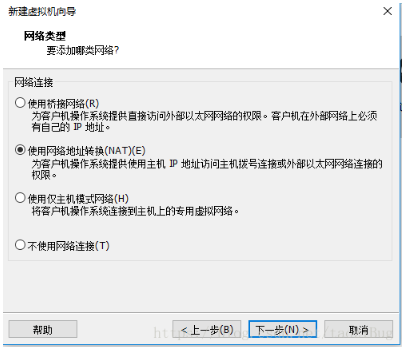 新建虚拟机向导
网络类型
要添加哪类网络?
网络连接
使用桥接网络(R)
为客户机操作系统提供直接访问外部以太网网络的权限。客户机在外部网络上必须
有自己的 IP 地址。
使用网络地址转换(NAT)(E)
为客户机操作系统提供使用主机 IP 地址访问主机拨号连接或外部以太网网络连接的
权限。
使用仅主机模式网络(H)
将客户机操作系统连接到主机上的专用虚拟网络。
不使用网络连接(T)
帮助 < 上一步(B) 下一步(N) > 取消